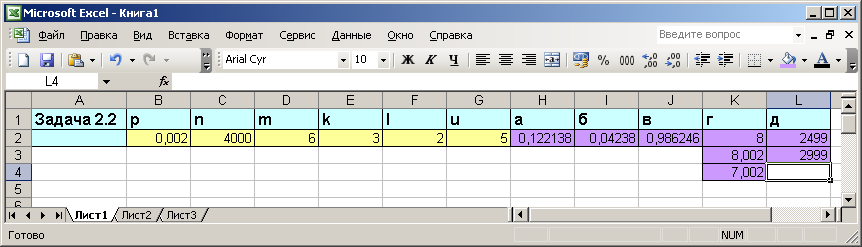 Microsoft Excel - Книга1
Файл Правка Вид Вставка Формат Сервис Данные Окно Справка Введите вопрос
Arial Cyr 10 Ж К Ч % 000
L4 fx
A B C D E F G H I J K L
1 Задача 2.2 p n m k l u а б в г д
2 0,002 4000 6 3 2 5 0,122138 0,04238 0,986246 8 2499
3 8,002 2999
4 7,002
5
6
Лист1 Лист2 Лист3
Готово NUM